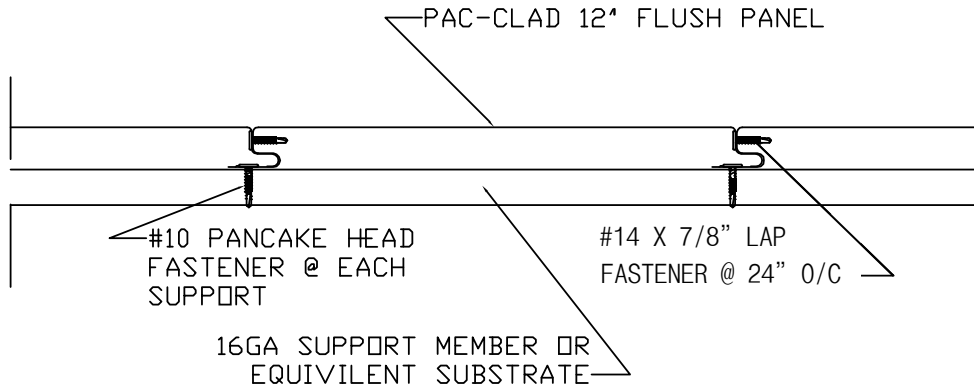 PAC-CLAD 12" FLUSH PANEL
#10 PANCAKE HEAD
FASTENER @ EACH
SUPPORT
#14 X 7/8” LAP
FASTENER @ 24” O/C
16GA SUPPORT MEMBER OR
EQUIVILENT SUBSTRATE